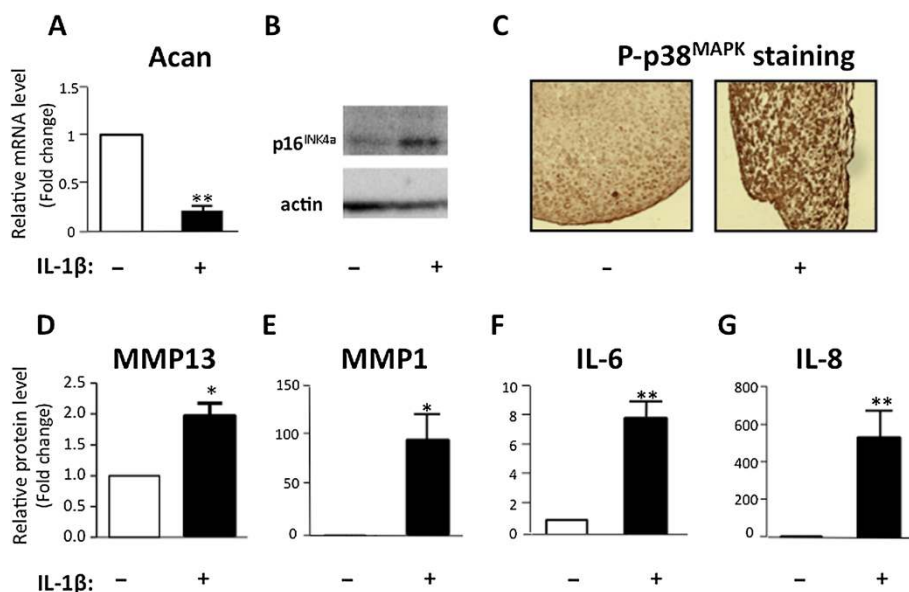 A
Acan
Relative mRNA level
(Fold change)
1.5
1
0.5
0
**
IL-1β: – +
B
p16INK4a
actin
– +
C
P-p38MAPK staining
– +
D
MMP13
Relative protein level
(Fold change)
2.5
2.0
1.5
1.0
0.5
0.0
*
IL-1β: – +
E
MMP1
150
100
50
0
*
– +
F
IL-6
10
8
6
4
2
0
**
– +
G
IL-8
800
600
400
200
0
**
– +